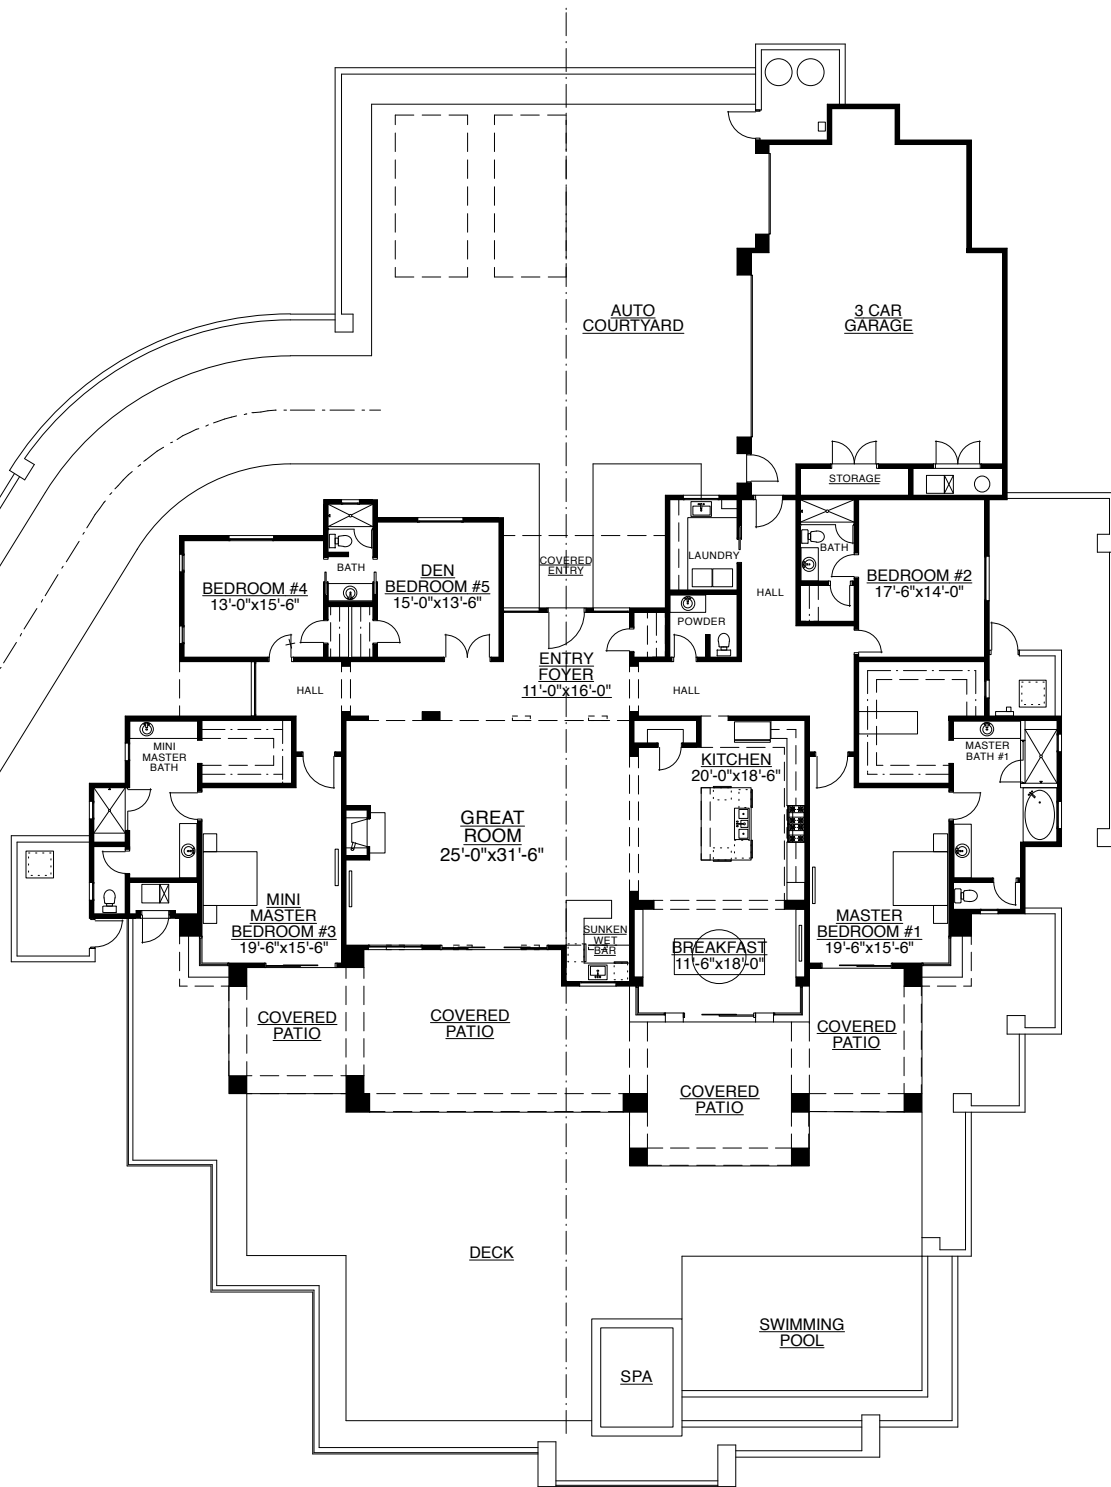 AUTO
COURTYARD
3 CAR
GARAGE
STORAGE
COVERED
ENTRY
LAUNDRY
BATH
BATH
DEN
BEDROOM #5
15'-0"x13'-6"
BEDROOM #4
13'-0"x15'-6"
BEDROOM #2
17'-6"x14'-0"
HALL
POWDER
ENTRY
FOYER
11'-0"x16'-0"
HALL
HALL
MINI
MASTER
BATH
MASTER
BATH #1
KITCHEN
20'-0"x18'-6"
GREAT
ROOM
25'-0"x31'-6"
MINI
MASTER
BEDROOM #3
19'-6"x15'-6"
SUNKEN
WET
BAR
BREAKFAST
11'-6"x18'-0"
MASTER
BEDROOM #1
19'-6"x15'-6"
COVERED
PATIO
COVERED
PATIO
COVERED
PATIO
COVERED
PATIO
DECK
SWIMMING
POOL
SPA